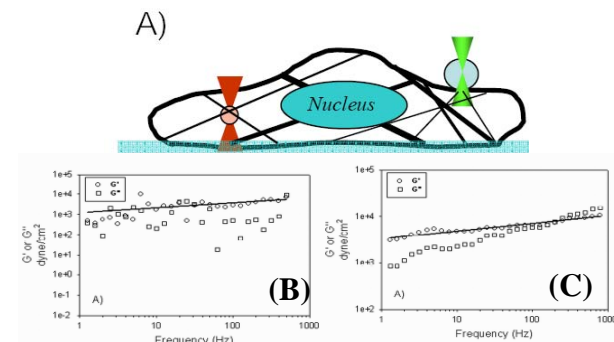 A)
Nucleus
1e+5
1e+4
1e+3
1e+2
1e+1
1e+0
1e-1
1e-2
G' or G''
dyne/cm2
G'
G"
A)
(B)
1 10 100 1000
Frequency (Hz)
1e+5
1e+4
1e+2
G' or G''
dyne/cm2
G'
G"
A)
(C)
1 10 100 1000
Frequency (Hz)